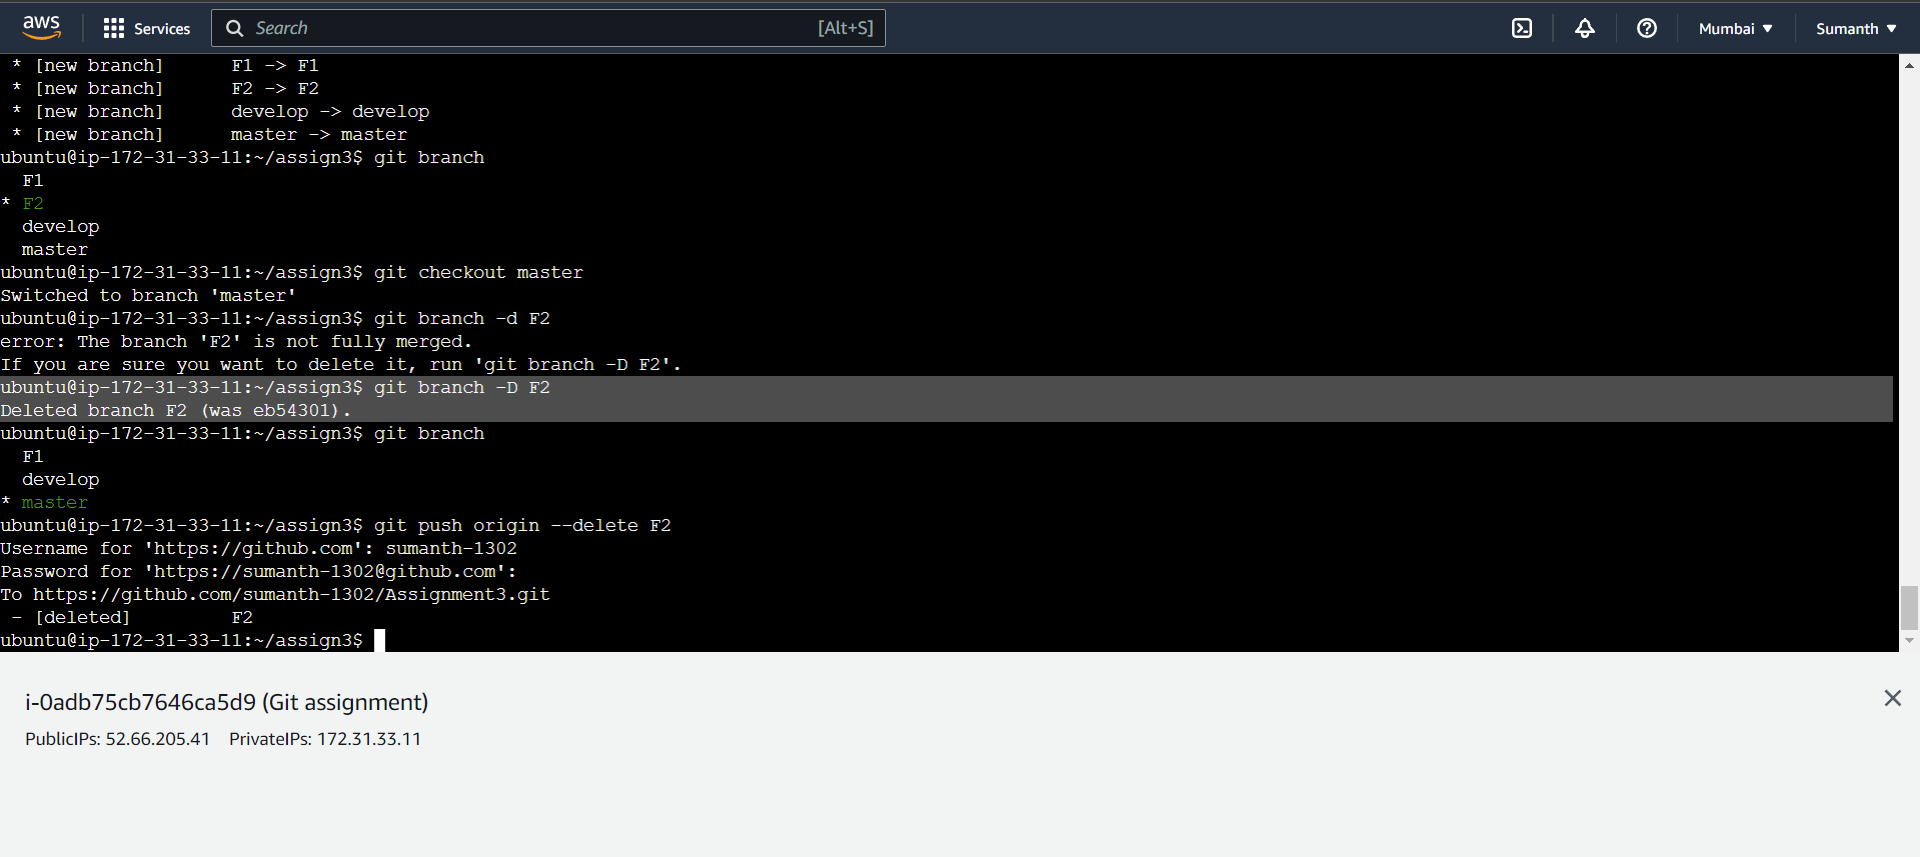 aws Services Search [Alt+S] Mumbai ▼ Sumanth ▼
* [new branch]      F1 -> F1
* [new branch]      F2 -> F2
* [new branch]      develop -> develop
* [new branch]      master -> master
ubuntu@ip-172-31-33-11:~/assign3$ git branch
  F1
* F2
  develop
  master
ubuntu@ip-172-31-33-11:~/assign3$ git checkout master
Switched to branch 'master'
ubuntu@ip-172-31-33-11:~/assign3$ git branch -d F2
error: The branch 'F2' is not fully merged.
If you are sure you want to delete it, run 'git branch -D F2'.
ubuntu@ip-172-31-33-11:~/assign3$ git branch -D F2
Deleted branch F2 (was eb54301).
ubuntu@ip-172-31-33-11:~/assign3$ git branch
  F1
  develop
* master
ubuntu@ip-172-31-33-11:~/assign3$ git push origin --delete F2
Username for 'https://github.com': sumanth-1302
Password for 'https://sumanth-1302@github.com':
To https://github.com/sumanth-1302/Assignment3.git
 - [deleted]         F2
ubuntu@ip-172-31-33-11:~/assign3$
i-0adb75cb7646ca5d9 (Git assignment)
PublicIPs: 52.66.205.41 PrivateIPs: 172.31.33.11